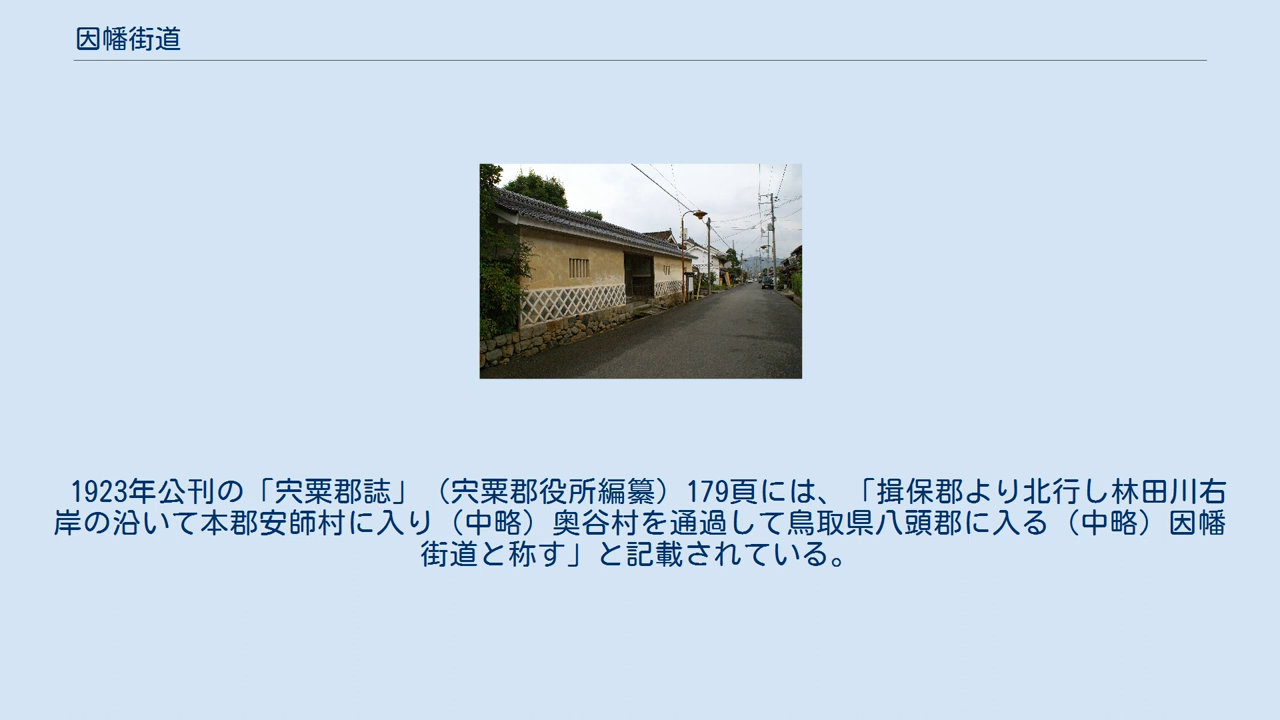 因幡街道
1923年公刊の「宍粟郡誌」（宍粟郡役所編纂）179頁には、「揖保郡より北行し林田川右
岸の沿いて本郡安師村に入り（中略）奥谷村を通過して鳥取県八頭郡に入る（中略）因幡
街道と称す」と記載されている。